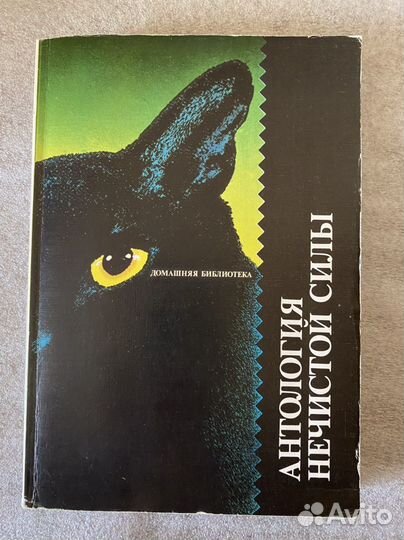 ДОМАШНЯЯ БИБЛИОТЕКА
АНТОЛОГИЯ
НЕЧИСТОЙ СИЛЫ
Avito